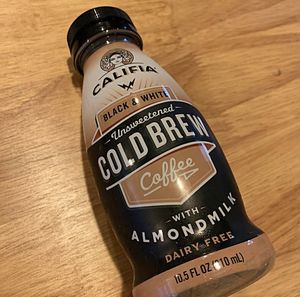 CALIFIA
BLACK & WHITE
Unsweetened
COLD BREW
Coffee
WITH
ALMONDMILK
DAIRY FREE
10.5 FL OZ (310 mL)